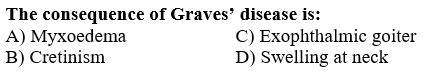 The consequence of Graves’ disease is:
A) Myxoedema C) Exophthalmic goiter
B) Cretinism D) Swelling at neck